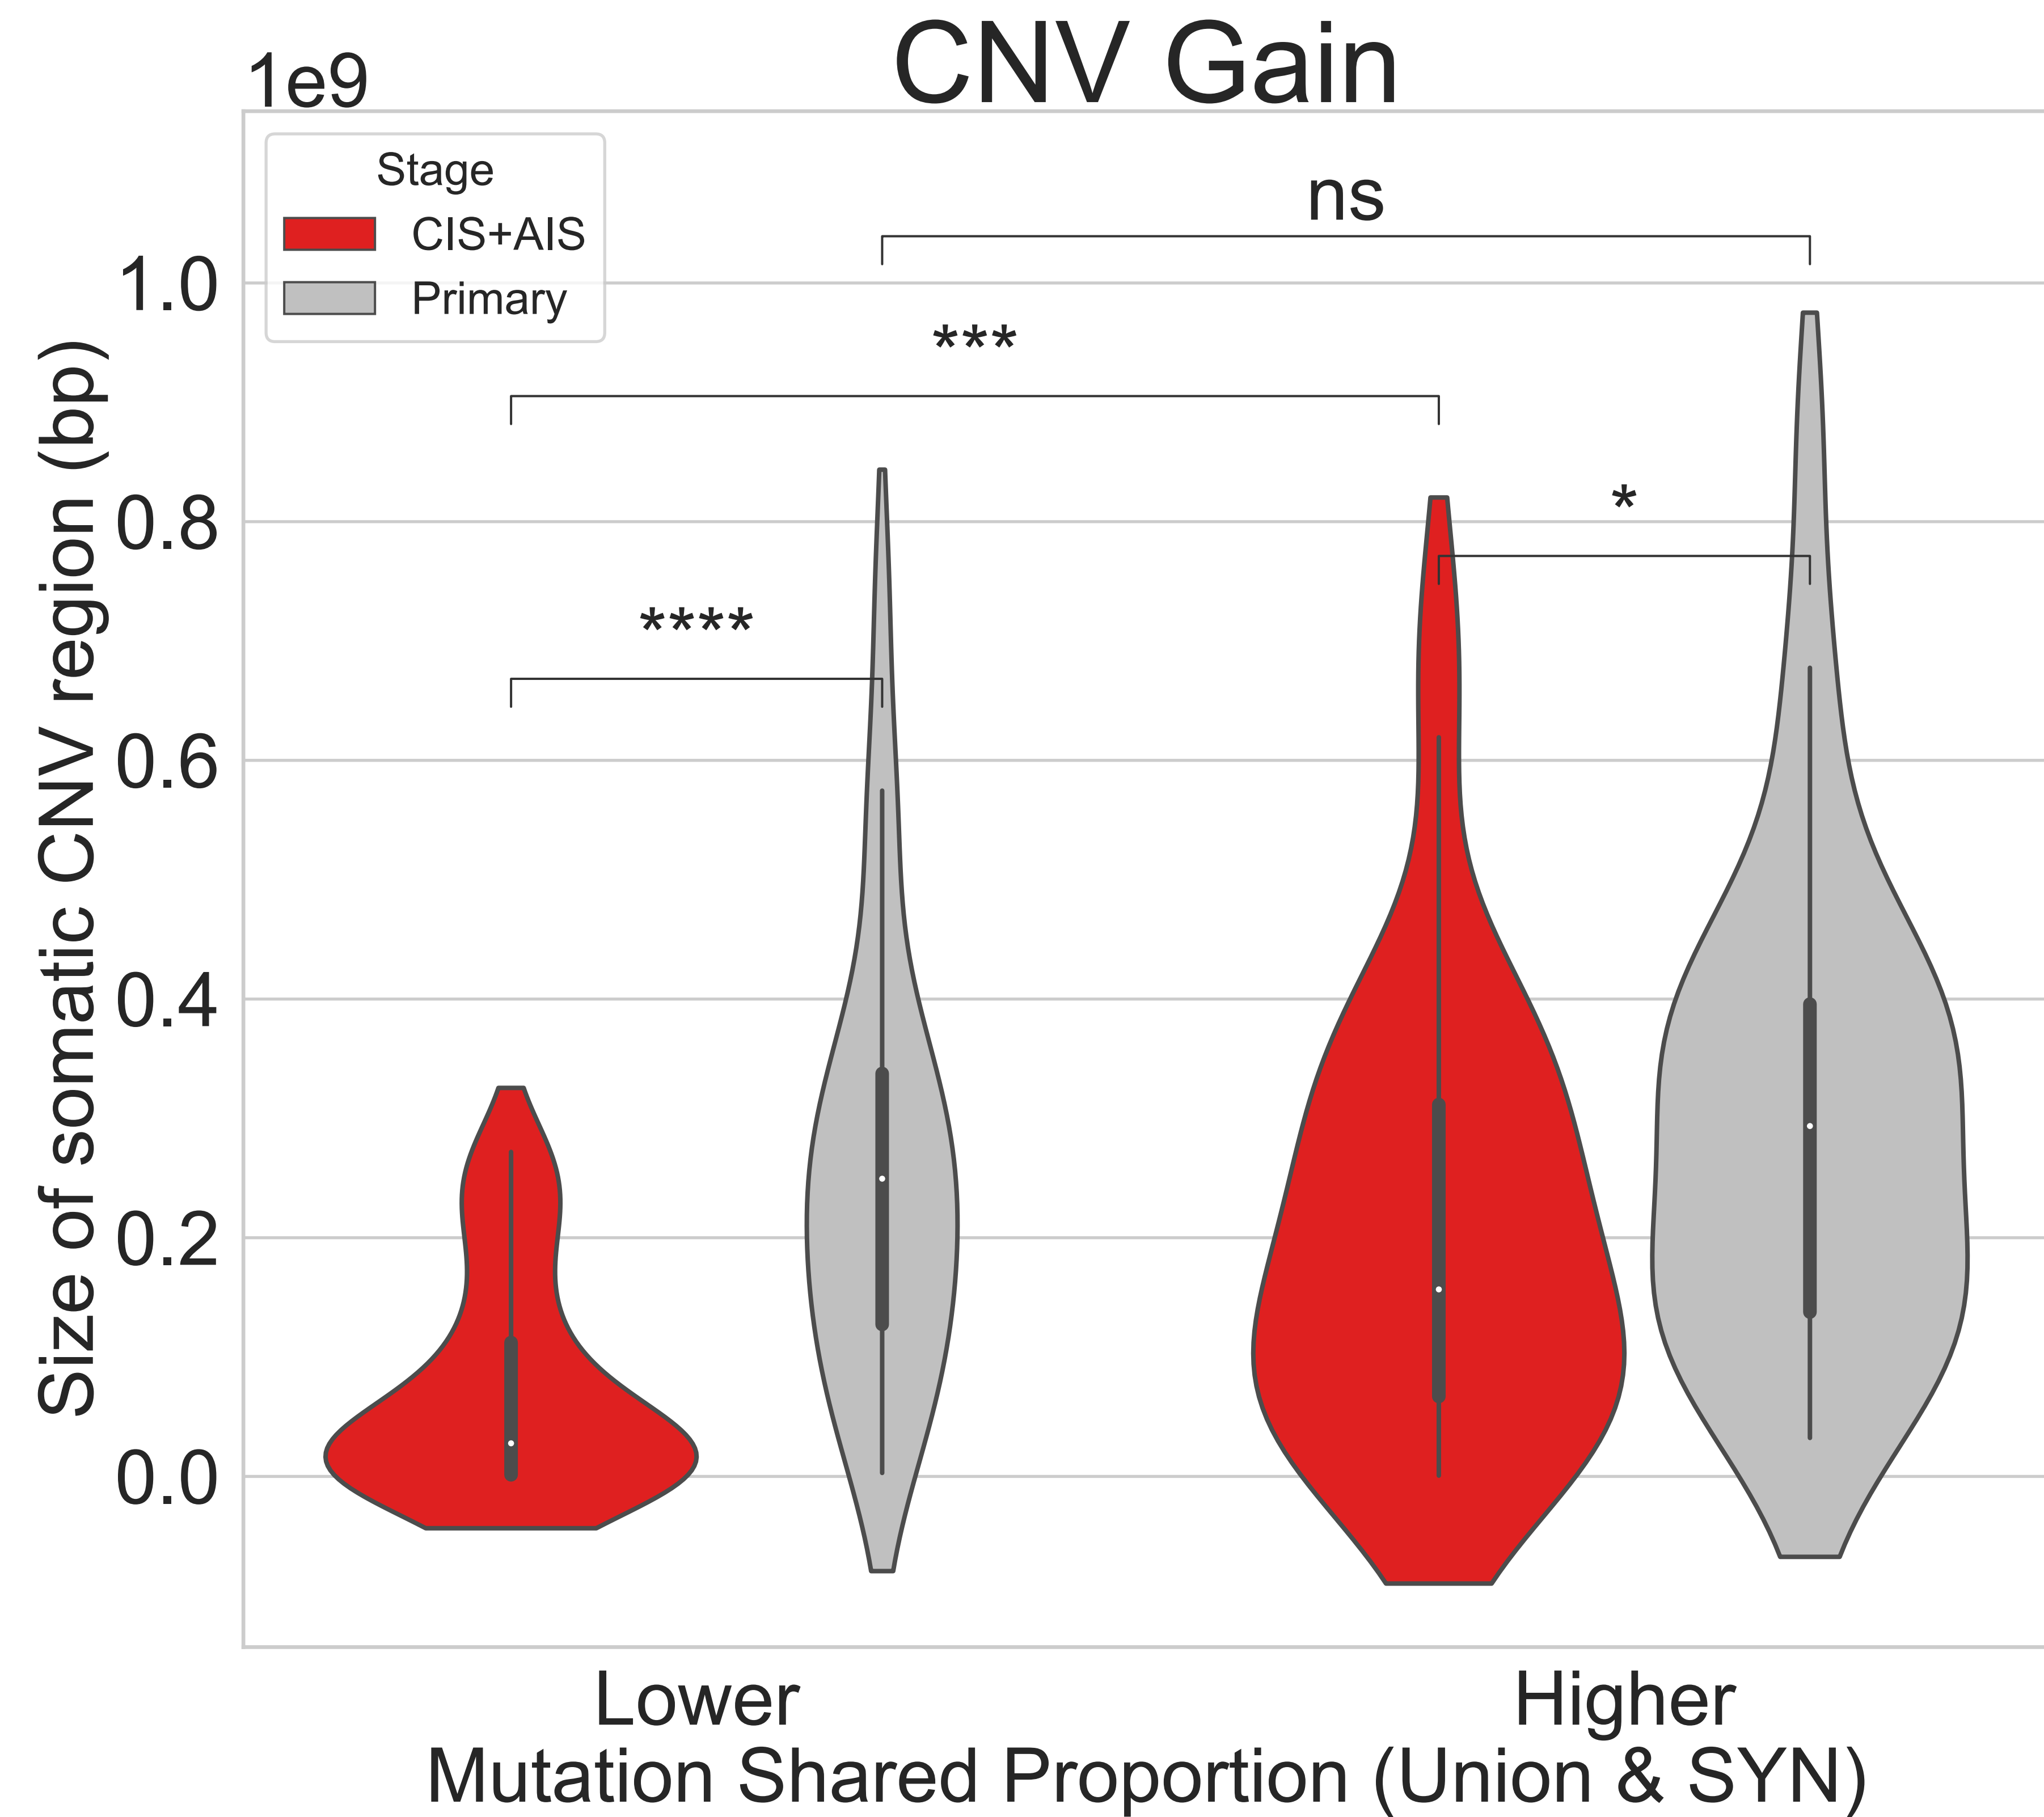 CNV Gain
1e9
Stage
CIS+AIS
Primary
ns
***
*
****
1.0
0.8
0.6
0.4
0.2
0.0
Size of somatic CNV region (bp)
Lower
Higher
Mutation Shared Proportion (Union & SYN)